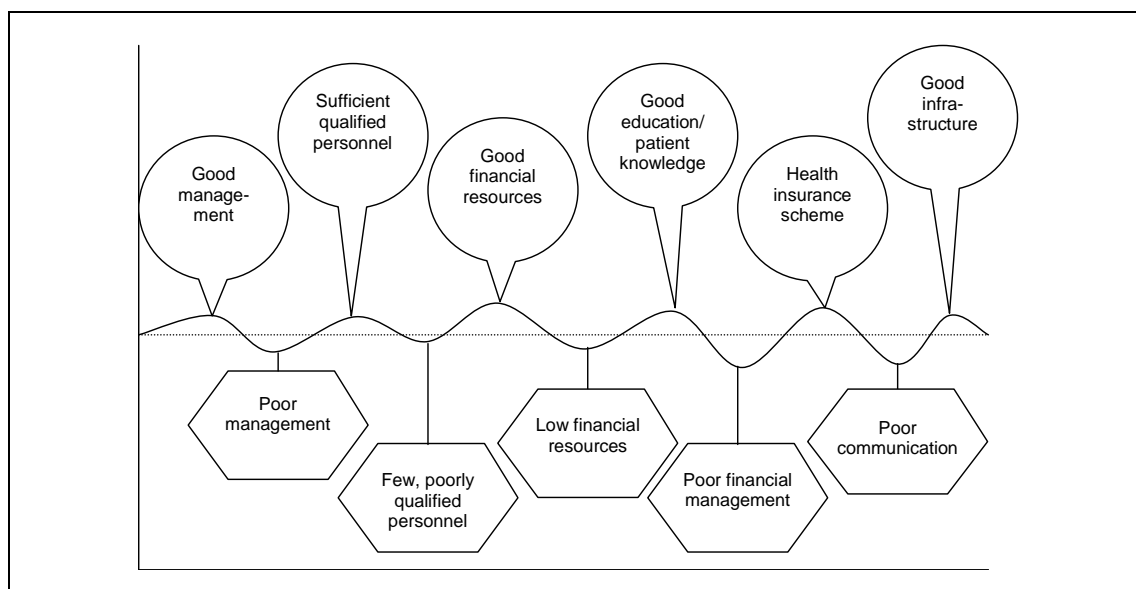 Good
manage-
ment
Sufficient
qualified
personnel
Good
financial
resources
Good
education/
patient
knowledge
Health
insurance
scheme
Good
infra-
structure
Poor
management
Few, poorly
qualified
personnel
Low financial
resources
Poor financial
management
Poor
communication